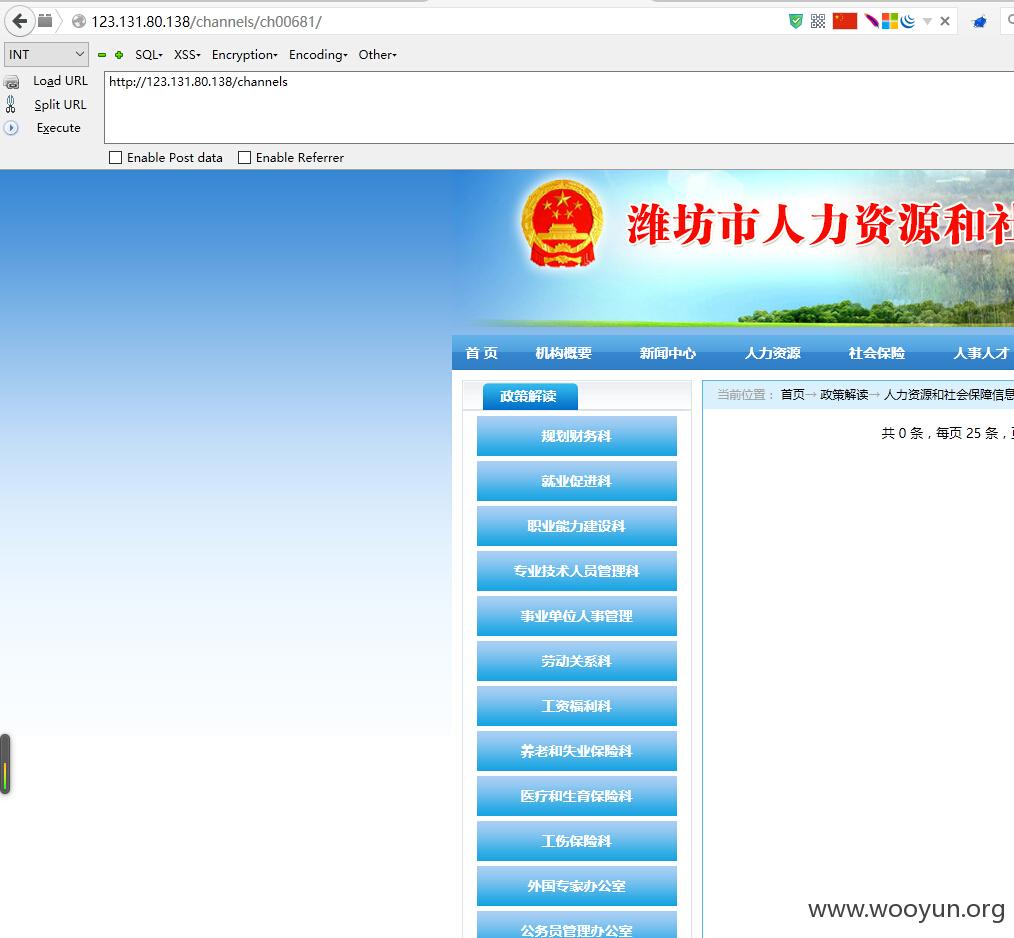 123.131.80.138/channels/ch00681/
INT SQL XSS Encryption Encoding Other
Load URL
http://123.131.80.138/channels
Split URL
Execute
Enable Post data Enable Referrer
潍坊市人力资源和社
首 页 机构概要 新闻中心 人力资源 社会保险 人事人才
政策解读
当前位置： 首页→ 政策解读→ 人力资源和社会保障信息
共 0 条，每页 25 条，
规划财务科
就业促进科
职业能力建设科
专业技术人员管理科
事业单位人事管理
劳动关系科
工资福利科
养老和失业保险科
医疗和生育保险科
工伤保险科
外国专家办公室
公务员管理办公室
www.wooyun.org